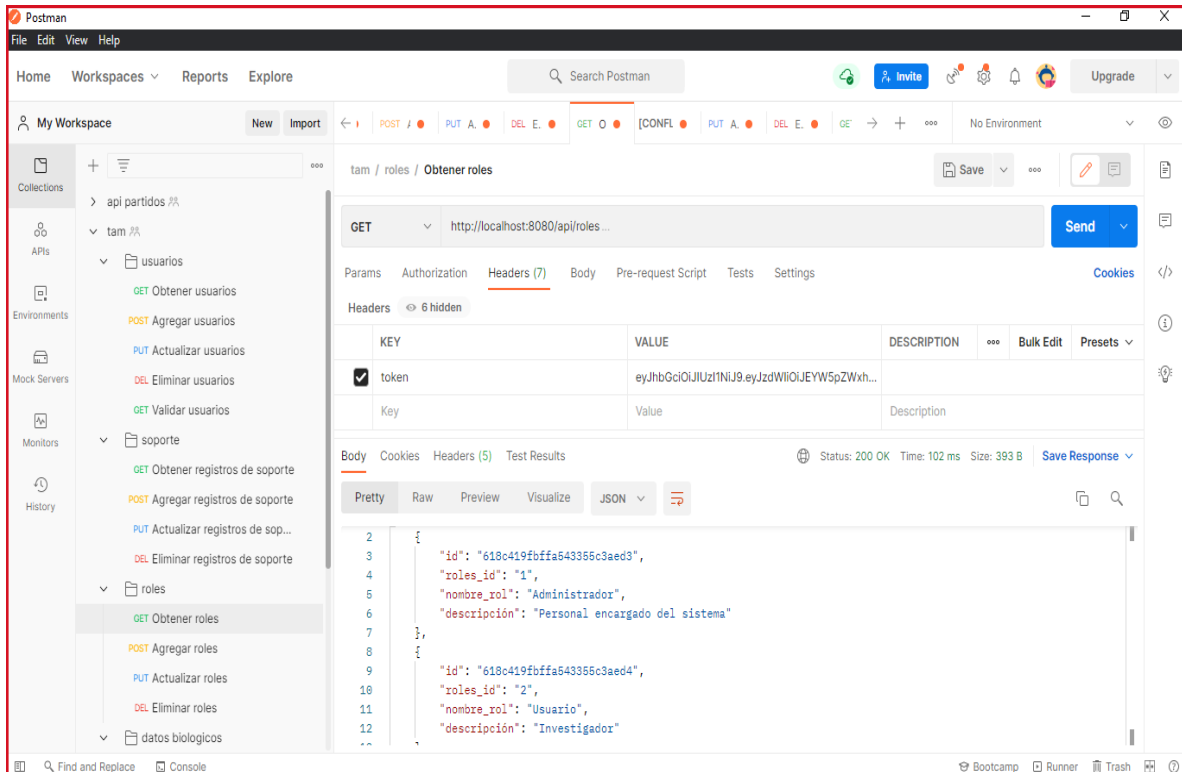 Postman
File Edit View Help
Home Workspaces Reports Explore Search Postman Invite Upgrade
My Workspace New Import
POST PUT A. DEL E. GET O [CONFL PUT A. DEL E. GE No Environment
Collections
APIs
Environments
Mock Servers
Monitors
History
api partidos
tam
usuarios
GET Obtener usuarios
POST Agregar usuarios
PUT Actualizar usuarios
DEL Eliminar usuarios
GET Validar usuarios
soporte
GET Obtener registros de soporte
POST Agregar registros de soporte
PUT Actualizar registros de sop...
DEL Eliminar registros de soporte
roles
GET Obtener roles
POST Agregar roles
PUT Actualizar roles
DEL Eliminar roles
datos biologicos
tam / roles / Obtener roles Save
GET http://localhost:8080/api/roles... Send
Params Authorization Headers (7) Body Pre-request Script Tests Settings Cookies
Headers 6 hidden
KEY VALUE DESCRIPTION Bulk Edit Presets
token eyJhbGciOiJIUzI1NiJ9.eyJzdWIiOiJEYW5pZWxh...
Key Value Description
Body Cookies Headers (5) Test Results Status: 200 OK Time: 102 ms Size: 393 B Save Response
Pretty Raw Preview Visualize JSON
2 {
3 "id": "618c419fbffa543355c3aed3",
4 "roles_id": "1",
5 "nombre_rol": "Administrador",
6 "descripción": "Personal encargado del sistema"
7 },
8 {
9 "id": "618c419fbffa543355c3aed4",
10 "roles_id": "2",
11 "nombre_rol": "Usuario",
12 "descripción": "Investigador"
Find and Replace Console Bootcamp Runner Trash